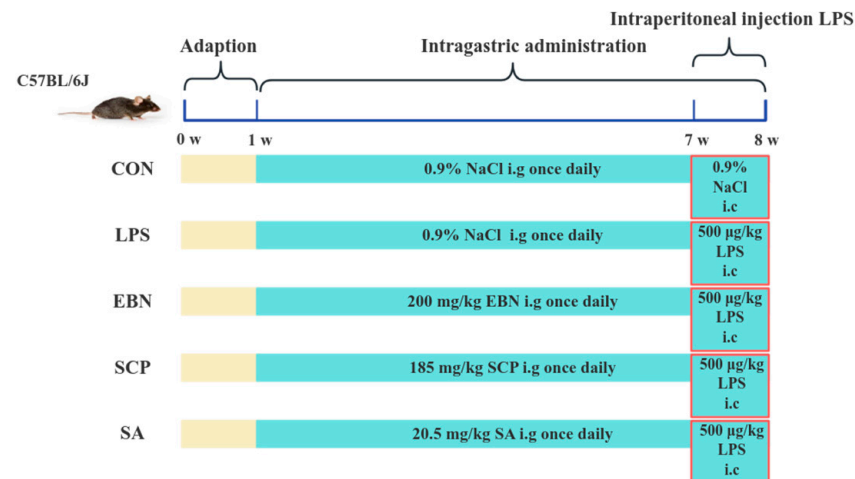 Intraperitoneal injection LPS
Adaption
Intragastric administration
C57BL/6J
0 w
1 w
7 w
8 w
CON
0.9% NaCl i.g once daily
0.9%
NaCl
i.c
LPS
0.9% NaCl i.g once daily
500 μg/kg
LPS
i.c
EBN
200 mg/kg EBN i.g once daily
500 μg/kg
LPS
i.c
SCP
185 mg/kg SCP i.g once daily
500 μg/kg
LPS
i.c
SA
20.5 mg/kg SA i.g once daily
500 μg/kg
LPS
i.c